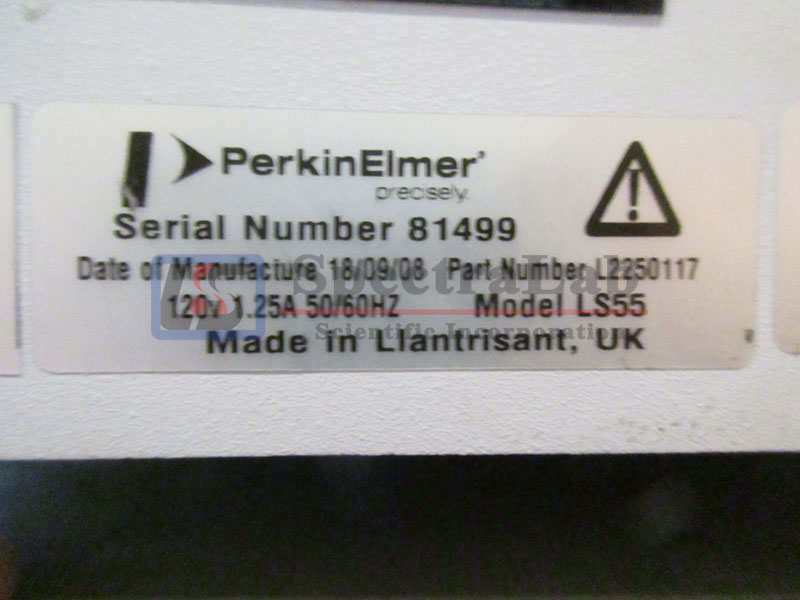 PerkinElmer
precisely.
Serial Number 81499
Date of Manufacture 18/09/08 Part Number L2250117
120v 1.25A 50/60HZ Model LS55
Made in Llantrisant, UK
SpectraLab
Scientific Incorporation